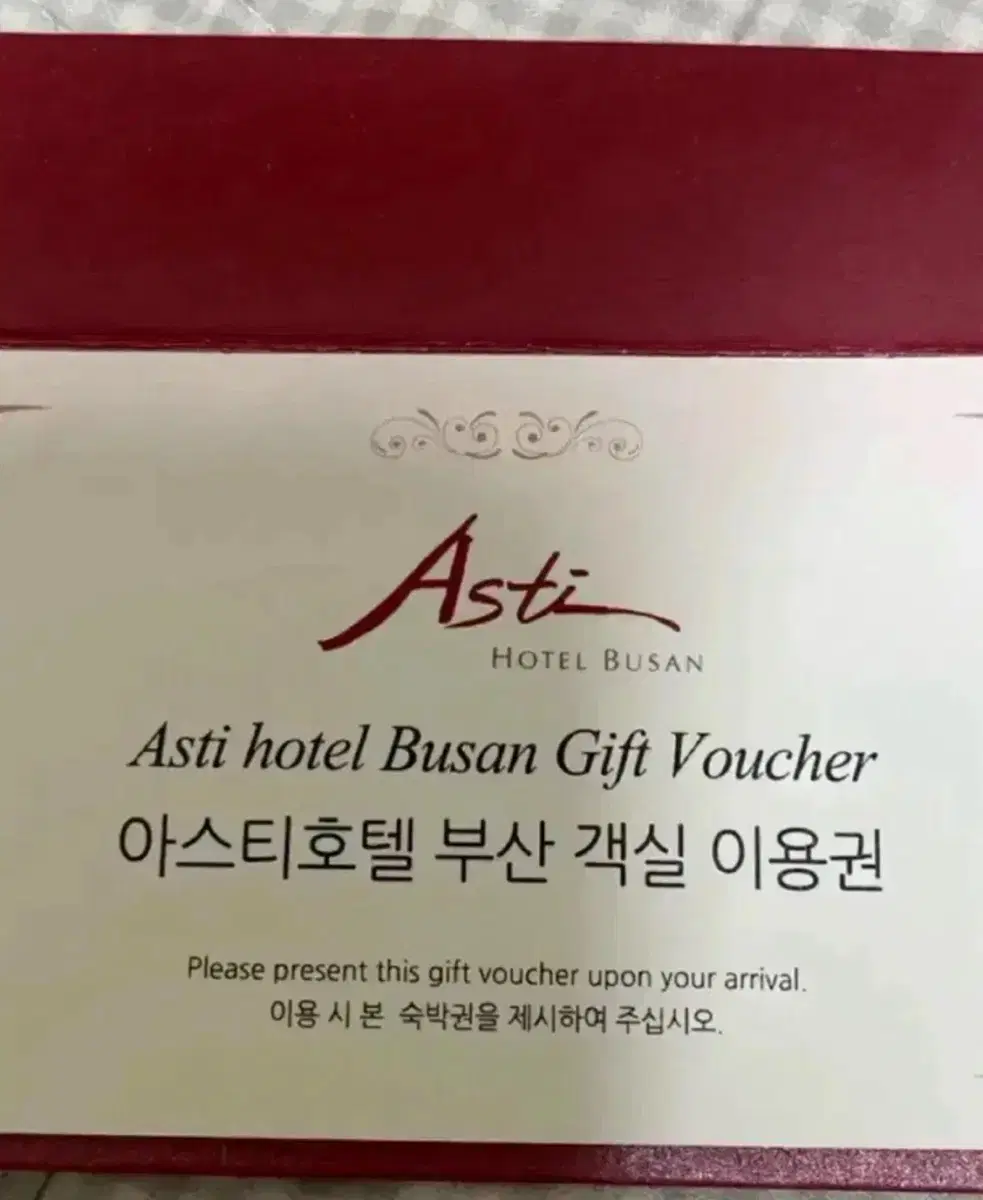 Asti
HOTEL BUSAN
Asti hotel Busan Gift Voucher
아스티호텔 부산 객실 이용권
Please present this gift voucher upon your arrival.
이용 시 본 숙박권을 제시하여 주십시오.